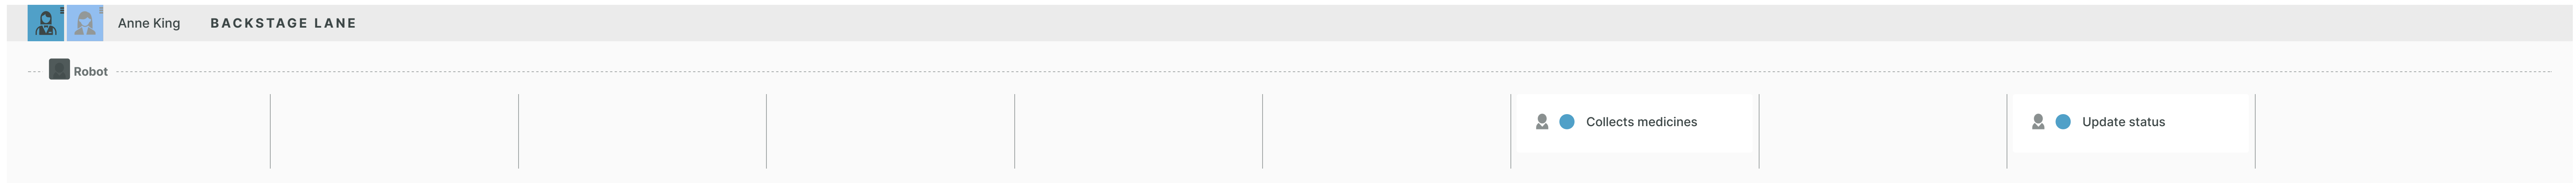 Anne King BACKSTAGE LANE
Robot
Collects medicines Update status